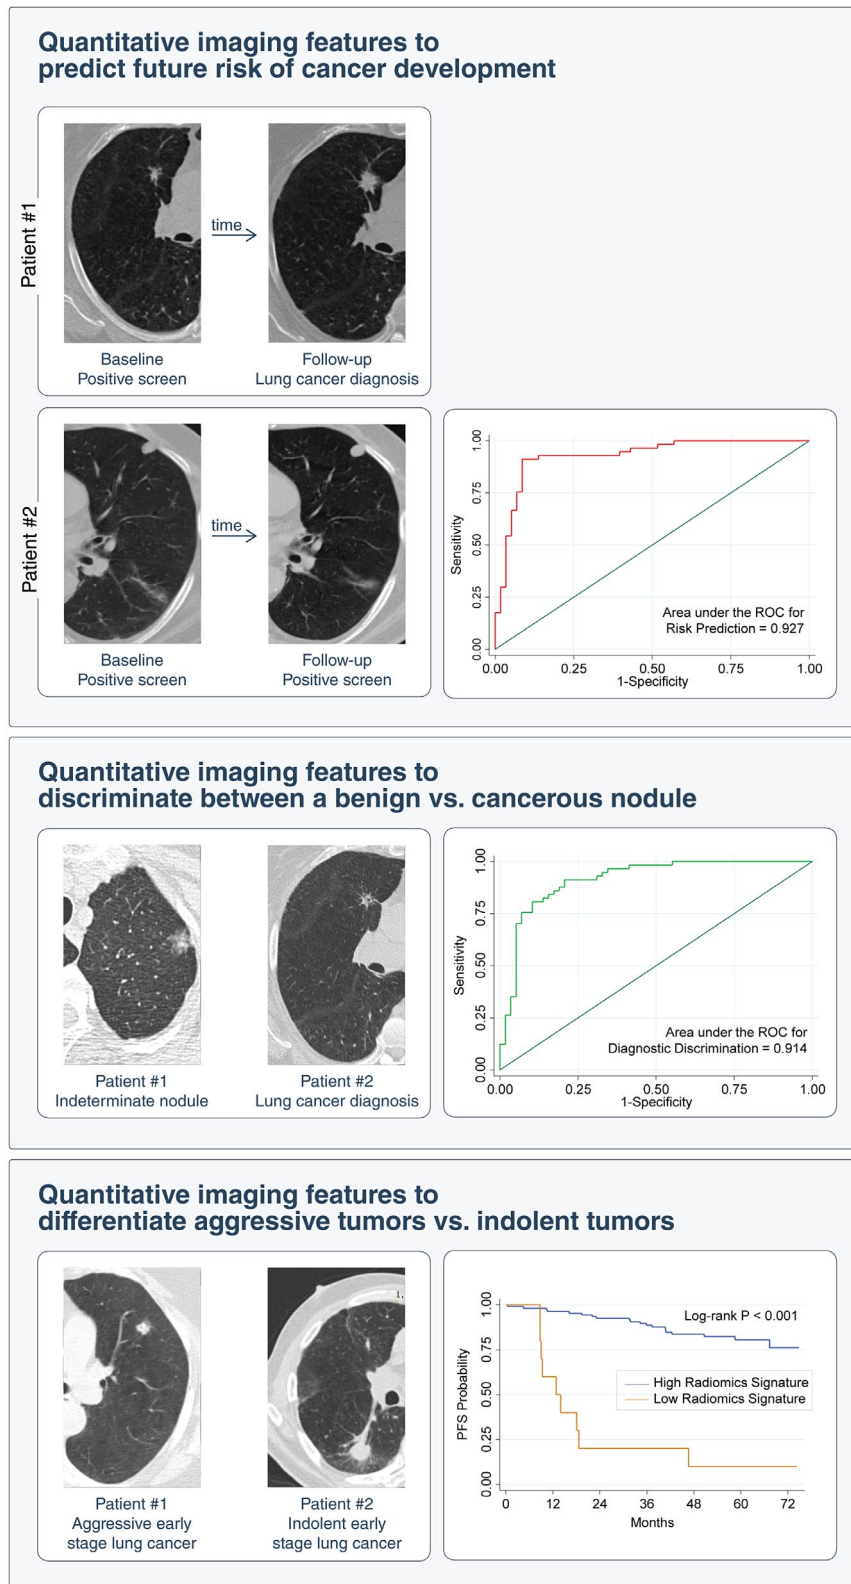 Quantitative imaging features to
predict future risk of cancer development
Patient #1
time
Baseline
Positive screen
Follow-up
Lung cancer diagnosis
Patient #2
time
Baseline
Positive screen
Follow-up
Positive screen
Sensitivity
1.00
0.75
0.50
0.25
0.00
Area under the ROC for
Risk Prediction = 0.927
0.00 0.25 0.50 0.75 1.00
1-Specificity
Quantitative imaging features to
discriminate between a benign vs. cancerous nodule
Patient #1
Indeterminate nodule
Patient #2
Lung cancer diagnosis
Sensitivity
1.00
0.75
0.50
0.25
0.00
Area under the ROC for
Diagnostic Discrimination = 0.914
0.00 0.25 0.50 0.75 1.00
1-Specificity
Quantitative imaging features to
differentiate aggressive tumors vs. indolent tumors
1.
Patient #1
Aggressive early
stage lung cancer
Patient #2
Indolent early
stage lung cancer
PFS Probability
1.00
0.75
0.50
0.25
0.00
Log-rank P < 0.001
High Radiomics Signature
Low Radiomics Signature
0 12 24 36 48 60 72
Months